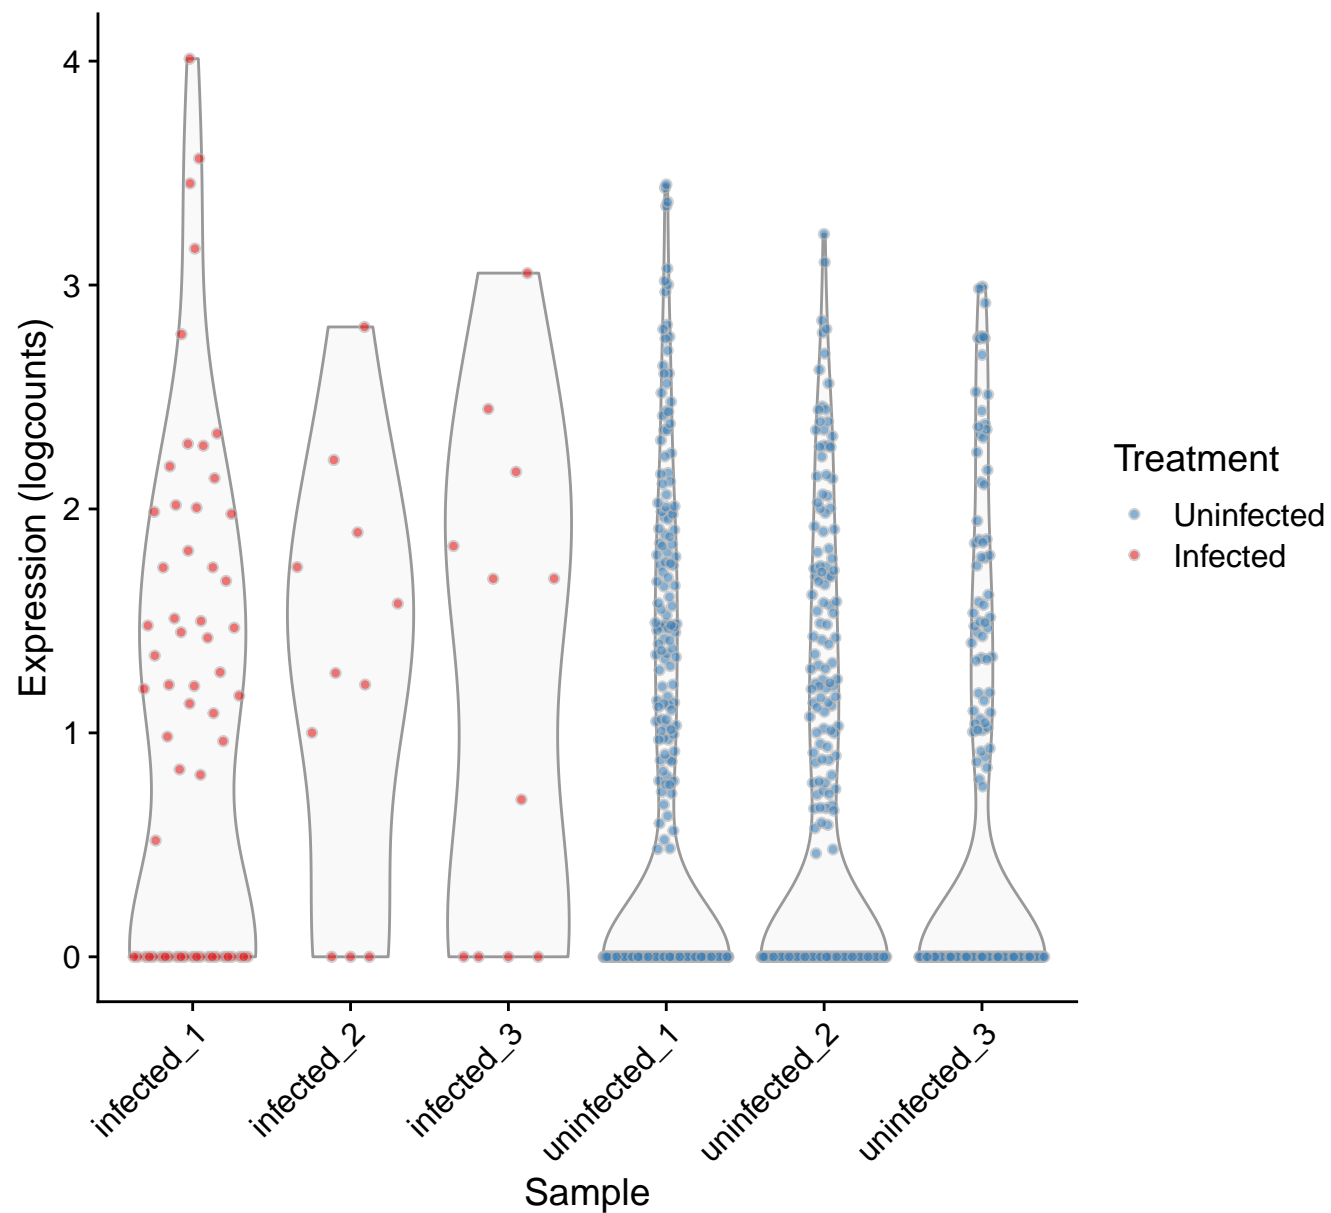 Expression (logcounts)
4
3
2
1
0
infected_1
infected_2
infected_3
uninfected_1
uninfected_2
uninfected_3
Sample
Treatment
Uninfected
Infected